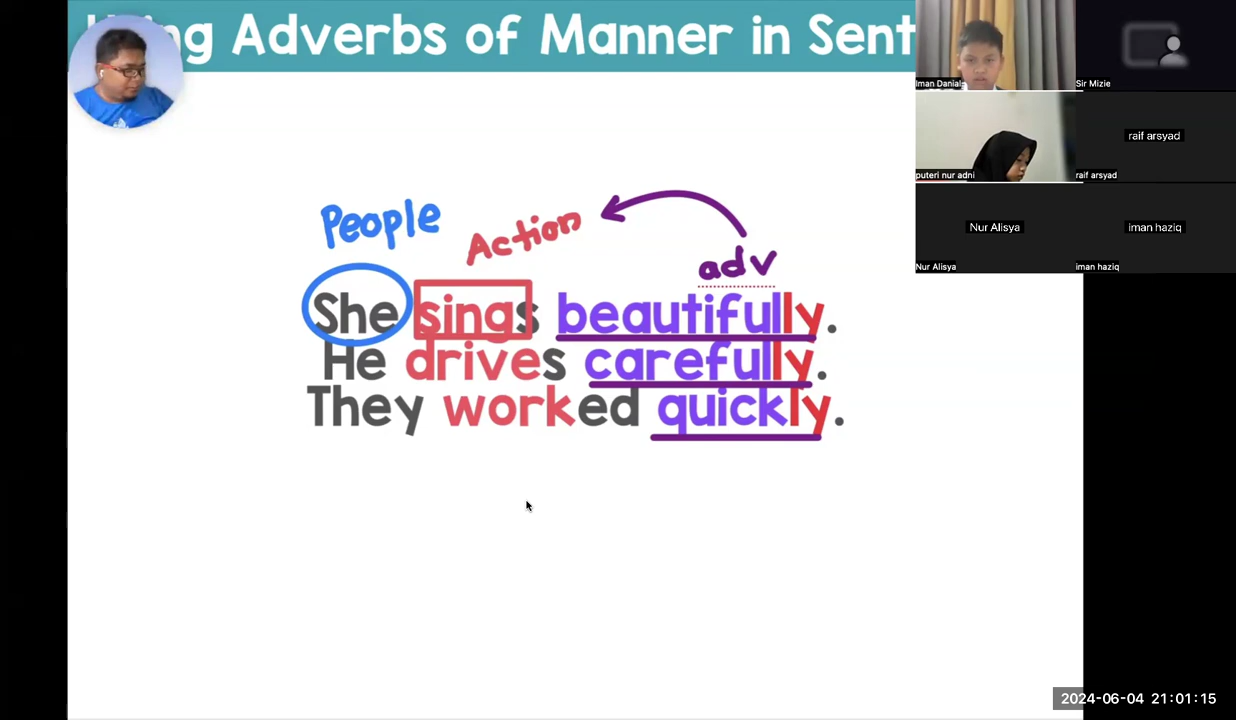 ng Adverbs of Manner in Sent
People
Action
adv
She sings beautifully.
He drives carefully.
They worked quickly.
Iman Danial
Sir Mizie
puteri nur adni
raif arsyad
raif arsyad
Nur Alisya
Nur Alisya
iman haziq
iman haziq
2024-06-04 21:01:15